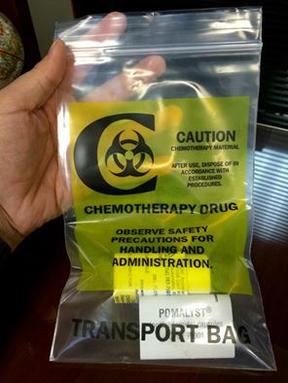 C
CAUTION
CHEMOTHERAPY MATERIAL
AFTER USE, DISPOSE OF IN
ACCORDANCE WITH
ESTABLISHED
PROCEDURES.
CHEMOTHERAPY DRUG
OBSERVE SAFETY
PRECAUTIONS FOR
HANDLING AND
ADMINISTRATION.
POMALYST®
capsules
TRANSPORT BAG